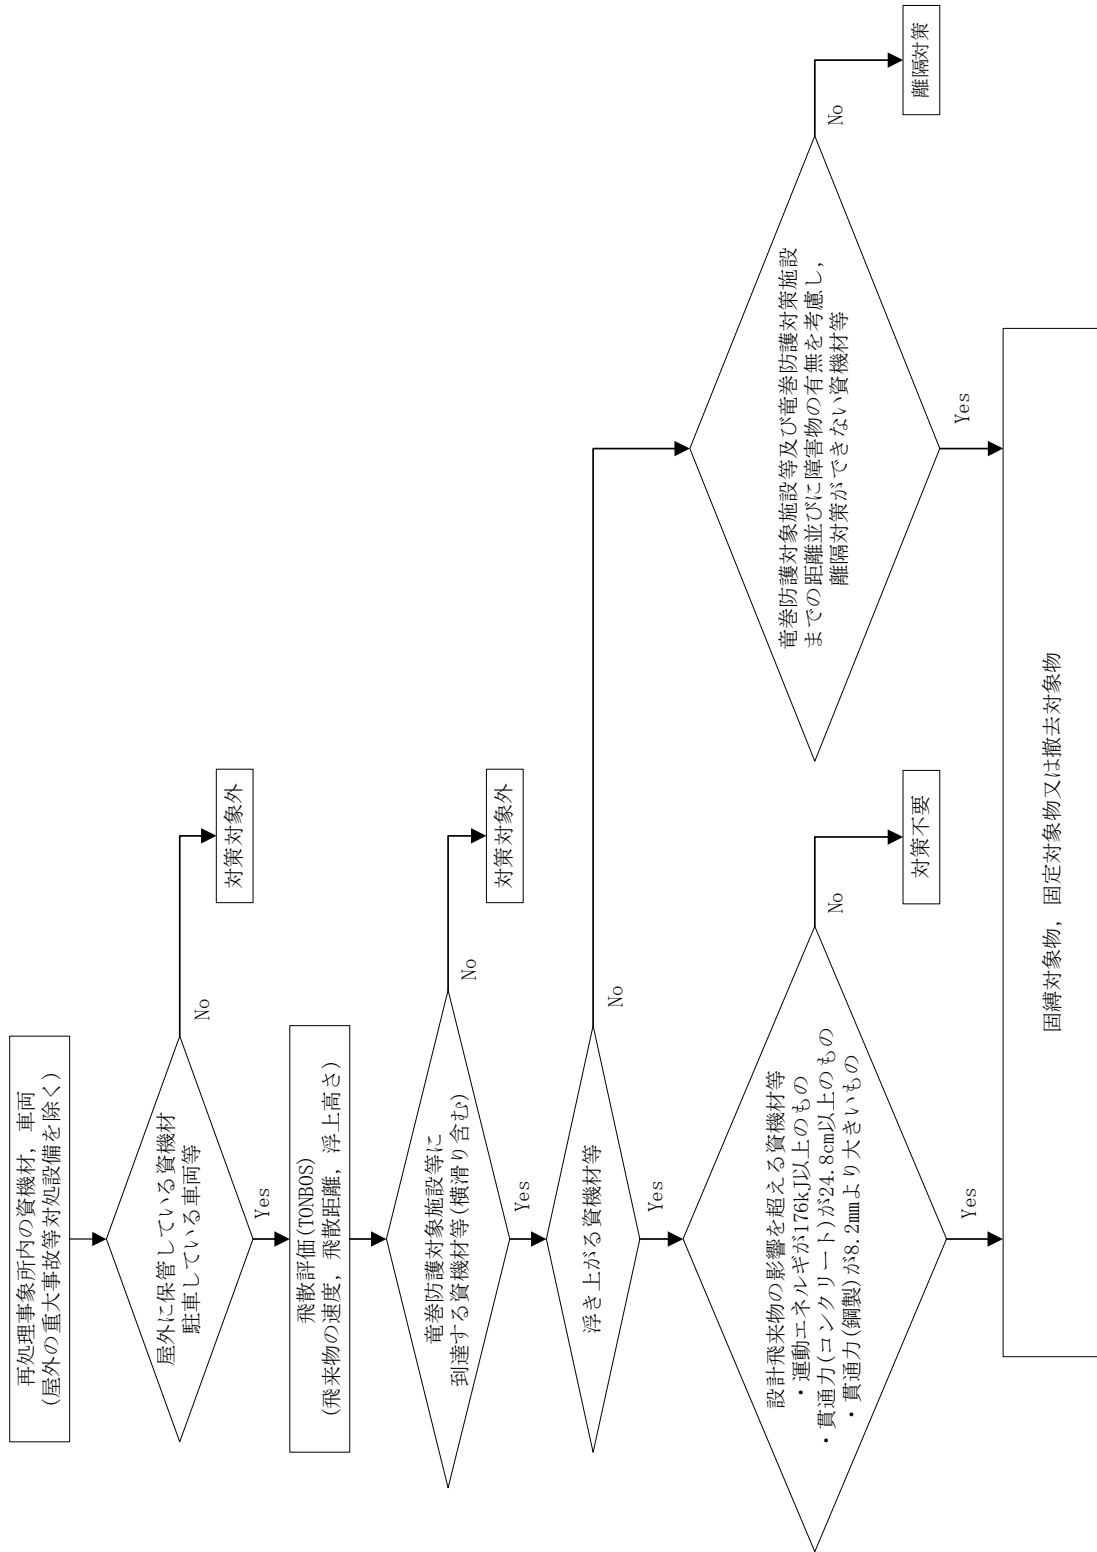 再処理事象所内の資機材，車両
(屋外の重大事故等対処設備を除く)
屋外に保管している資機材
駐車している車両等
No
対策対象外
Yes
飛散評価(TONBOS)
(飛来物の速度，飛散距離，浮上高さ)
竜巻防護対象施設等に
到達する資機材等(横滑り含む)
No
対策対象外
Yes
浮き上がる資機材等
No
Yes
設計飛来物の影響を超える資機材等
・運動エネルギが176kJ以上のもの
・貫通力(コンクリート)が24.8cm以上のもの
・貫通力(鋼製)が8.2mmより大きいもの
No
対策不要
Yes
竜巻防護対象施設等及び竜巻防護対策施設
までの距離並びに障害物の有無を考慮し，
離隔対策ができない資機材等
No
離隔対策
Yes
固縛対象物，固定対象物又は撤去対象物